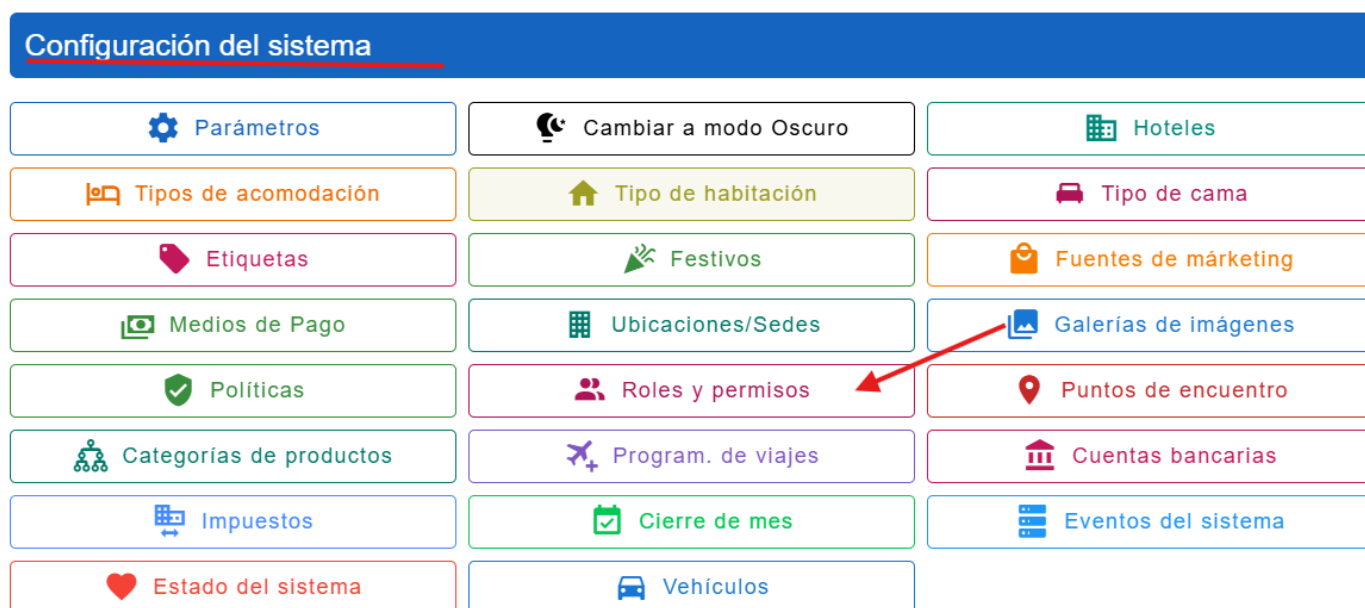 Configuración del sistema
Parámetros
Cambiar a modo Oscuro
Hoteles
Tipos de acomodación
Tipo de habitación
Tipo de cama
Etiquetas
Festivos
Fuentes de márketing
Medios de Pago
Ubicaciones/Sedes
Galerías de imágenes
Políticas
Roles y permisos
Puntos de encuentro
Categorías de productos
Program. de viajes
Cuentas bancarias
Impuestos
Cierre de mes
Eventos del sistema
Estado del sistema
Vehículos